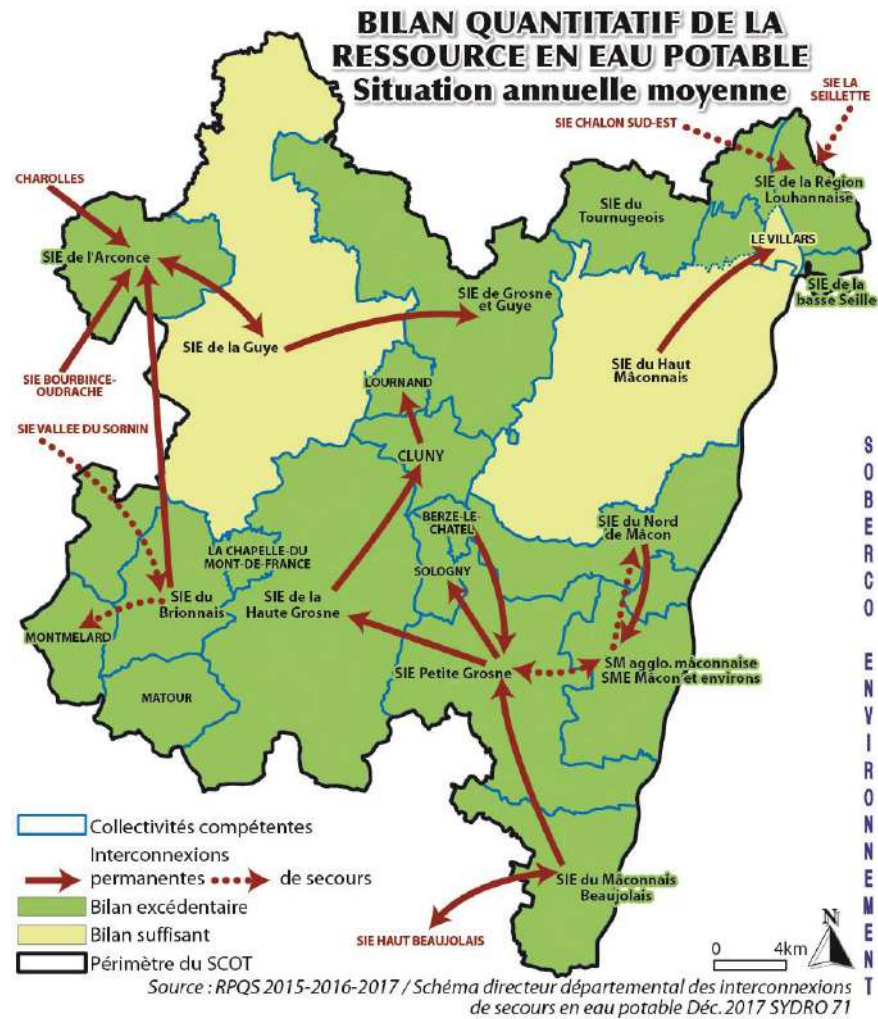 BILAN QUANTITATIF DE LA
RESSOURCE EN EAU POTABLE
Situation annuelle moyenne
SIE LA
SEILLETTE
SIE CHALON SUD-EST
CHAROLLES
SIE de la Région
Louhannaise
SIE du
Tournugeois
LE VILLARS
SIE de l'Arconce
SIE de la
basse Seille
SIE de Grosne
et Guye
SIE de la Guye
SIE du Haut
Mâconnais
SIE BOURBINCE-
OUDRACHE
LOURNAND
SIE VALLEE DU SORNIN
CLUNY
BERZE-LE-
CHATEL
SIE du Nord
de Mâcon
LA CHAPELLE-DU
MONT-DE-FRANCE
SOLOGNY
SIE du
Brionnais
SIE de la
Haute Grosne
MONTMELARD
SIE Petite Grosne
SM agglo. mâconnaise
SME Mâcon et environs
MATOUR
SIE du Mâconnais
Beaujolais
SIE HAUT BEAUJOLAIS
Collectivités compétentes
Interconnexions
permanentes de secours
Bilan excédentaire
Bilan suffisant
Périmètre du SCOT
N
0 4km
SOBERCO ENVIRONNEMENT
Source : RPQS 2015-2016-2017 / Schéma directeur départemental des interconnexions
de secours en eau potable Déc. 2017 SYDRO 71